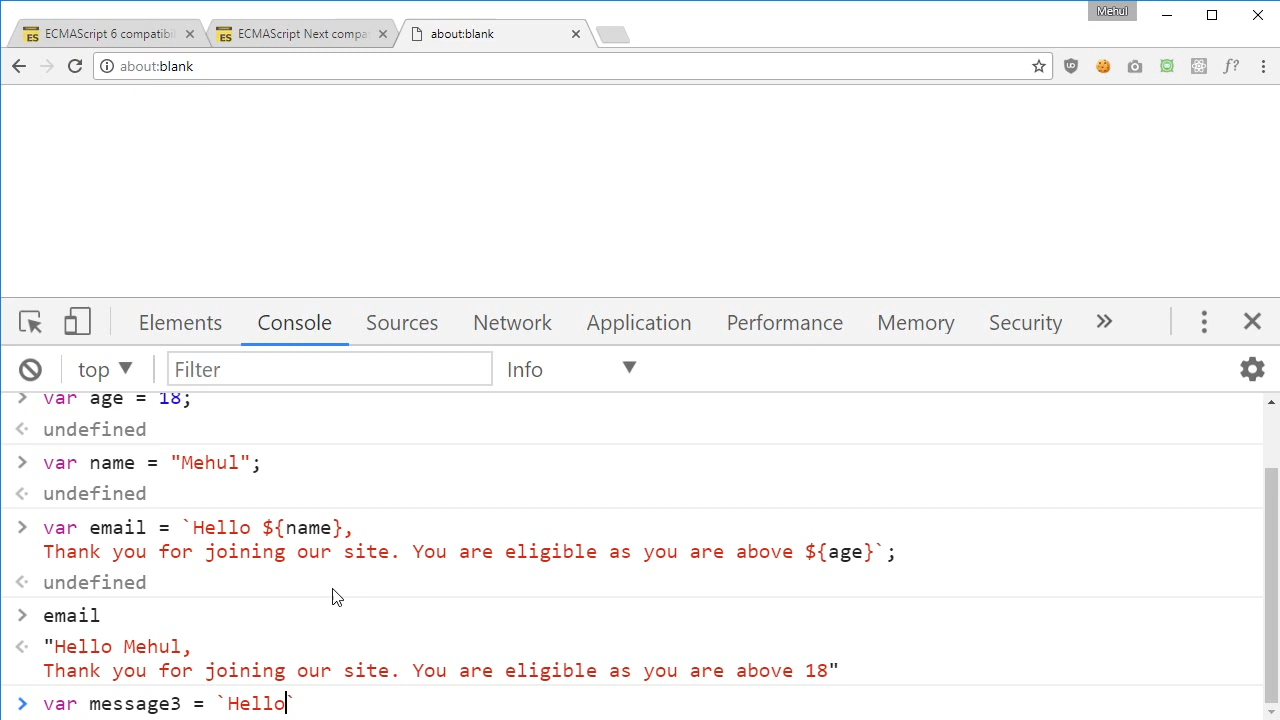 Mehul
ECMAScript 6 compatibi
ECMAScript Next compa
about:blank
about:blank
f?
Elements Console Sources Network Application Performance Memory Security
top Filter Info
var age = 18;
undefined
var name = "Mehul";
undefined
var email = `Hello ${name},
Thank you for joining our site. You are eligible as you are above ${age}`;
undefined
email
"Hello Mehul,
Thank you for joining our site. You are eligible as you are above 18"
var message3 = `Hello`